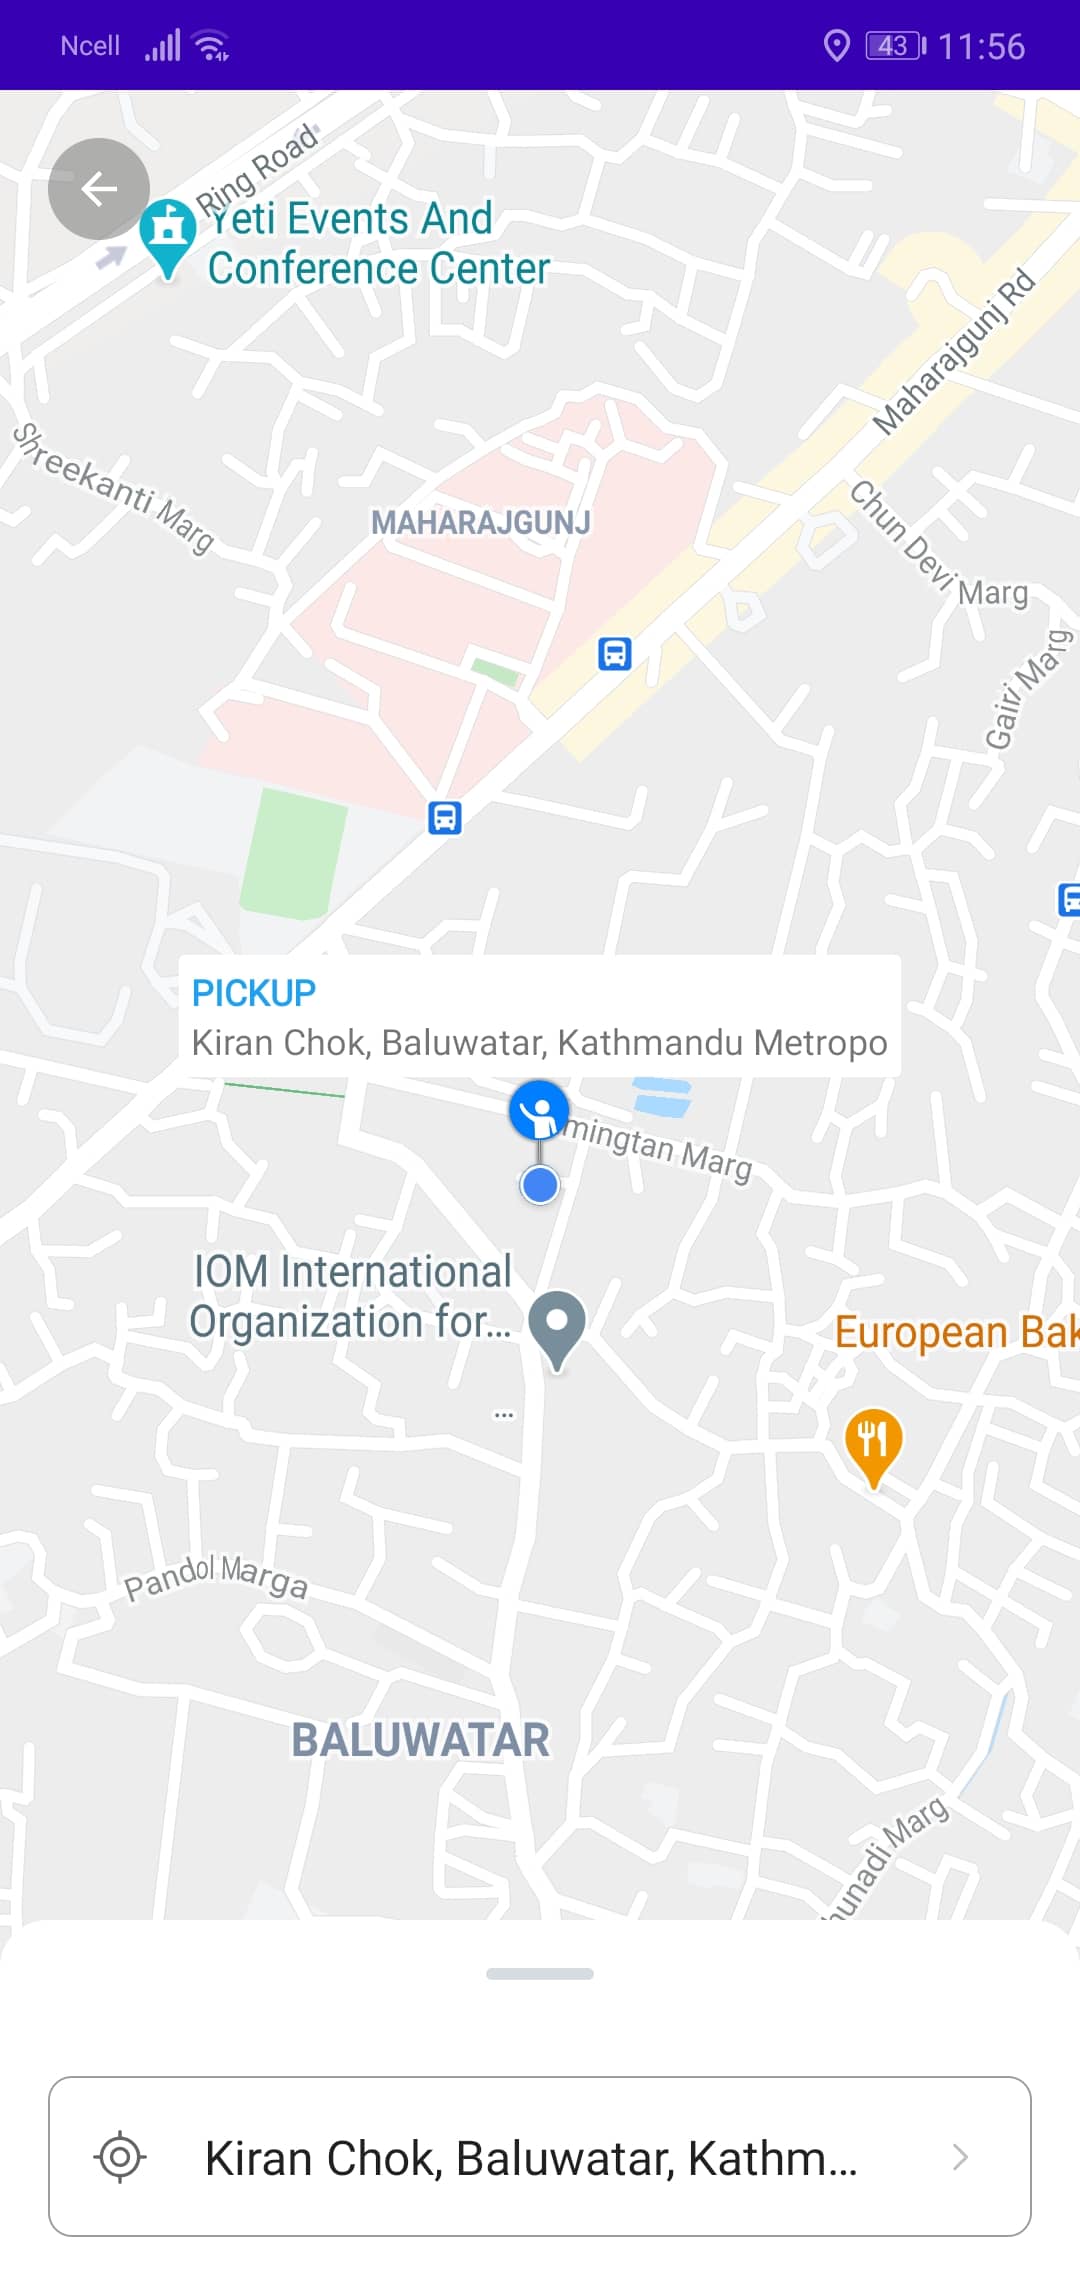 Ncell
43
11:56
Ring Road
Yeti Events And
Conference Center
Maharajgunj Rd
Shreekanti Marg
MAHARAJGUNJ
Chun Devi Marg
Gairi Marg
PICKUP
Kiran Chok, Baluwatar, Kathmandu Metropo
mingtan Marg
IOM International
Organization for...
European Bak
...
Pandol Marga
BALUWATAR
unadi Marg
Kiran Chok, Baluwatar, Kathm...